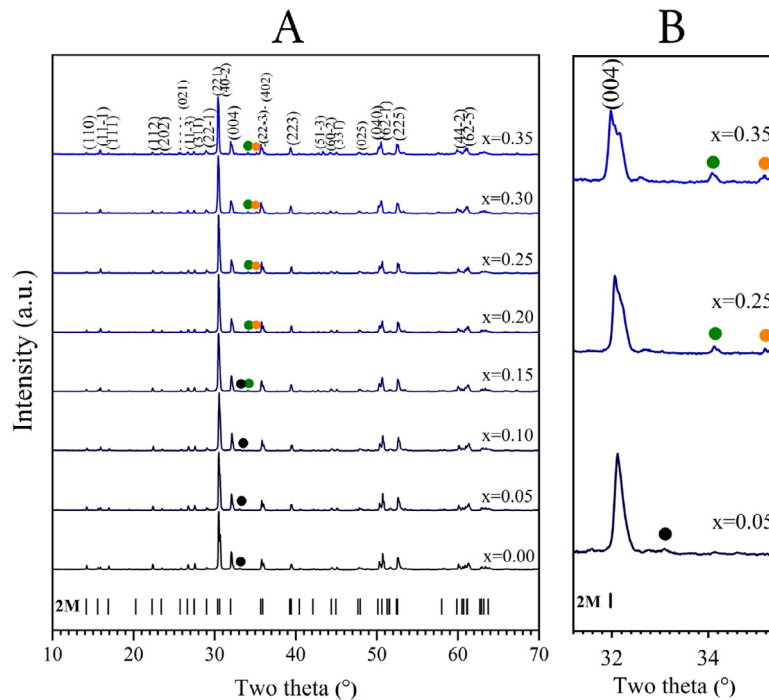 A
B
(110)
(11-1)
(111)
(112)
(202)
(021)
(11-3)
(311)
(22-1)
(221)
(40-2)
(004)
(22-3)- (402)
(223)
(51-3)
(60-2)
(331)
(025)
(040)
(62-1)
(225)
(44-2)
(62-5)
x=0.35
x=0.30
x=0.25
x=0.20
x=0.15
x=0.10
x=0.05
x=0.00
2M
10 20 30 40 50 60 70
Two theta (°)
Intensity (a.u.)
(004)
x=0.35
x=0.25
x=0.05
2M
32 34
Two theta (°)